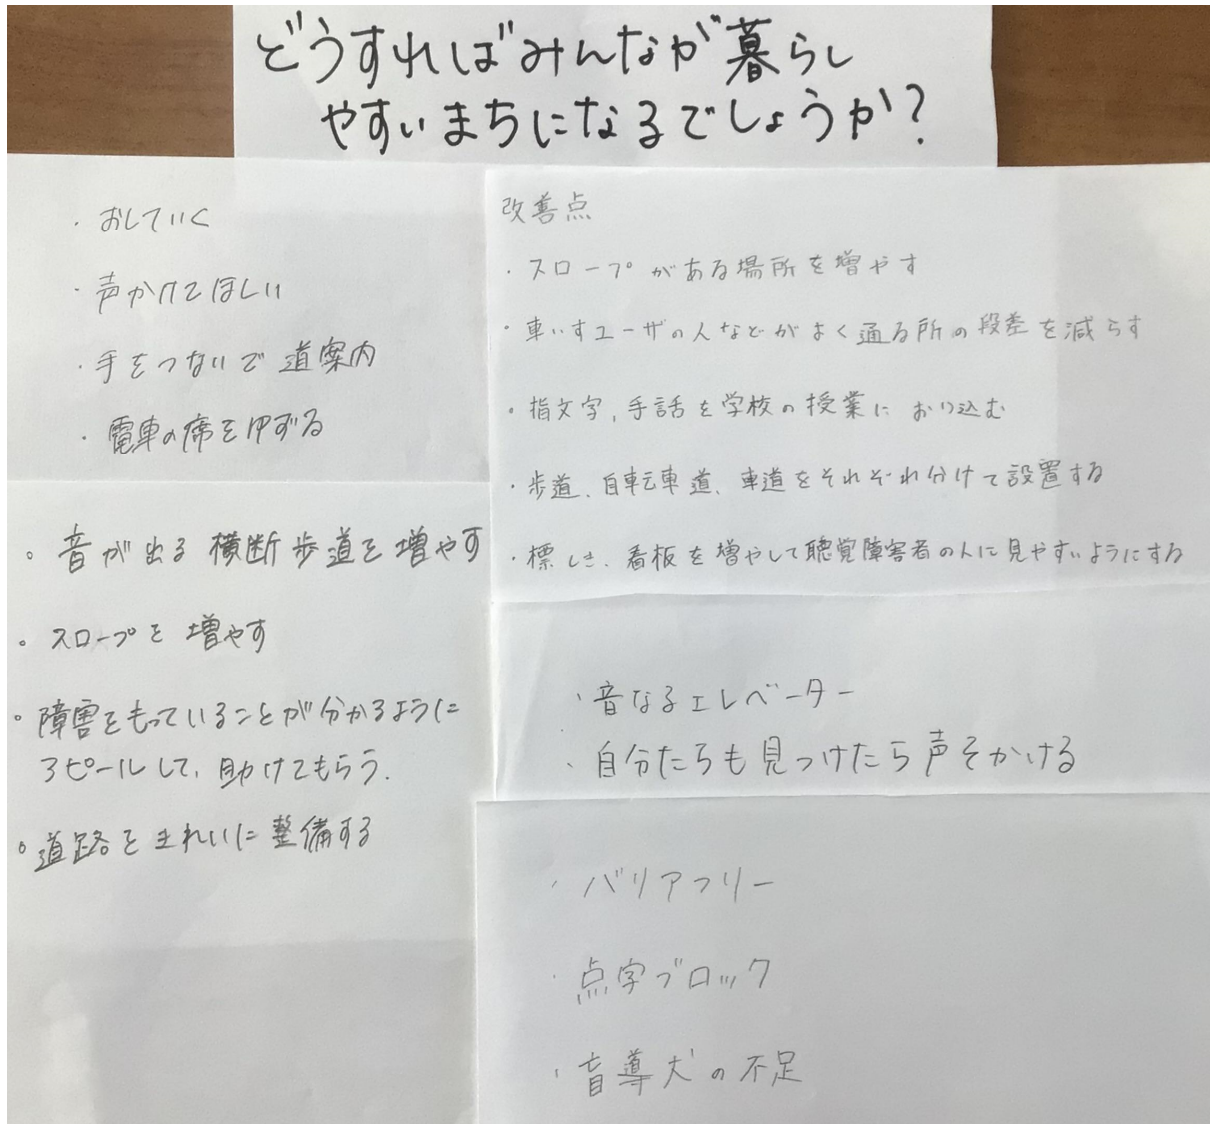 どうすればみんなが暮らし
やすいまちになるでしょうか?
・おしていく
・声かけてほしい
・手をつないで道案内
・電車の席をゆずる
。音が出る横断歩道を増やす
。スロープを増やす
。障害をもっていることが分かるように
アピールして、助けてもらう.
。道路をきれいに整備する
改善点
・スロープがある場所を増やす
・車いすユーザの人などがよく通る所の段差を減らす
・指文字,手話を学校の授業におり込む
・歩道、自転車道、車道をそれぞれ分けて設置する
・標しき、看板を増やして聴覚障害者の人に見やすいようにする
・音なるエレベーター
・自分たちも見つけたら声をかける
・バリアフリー
・点字ブロック
・盲導犬の不足